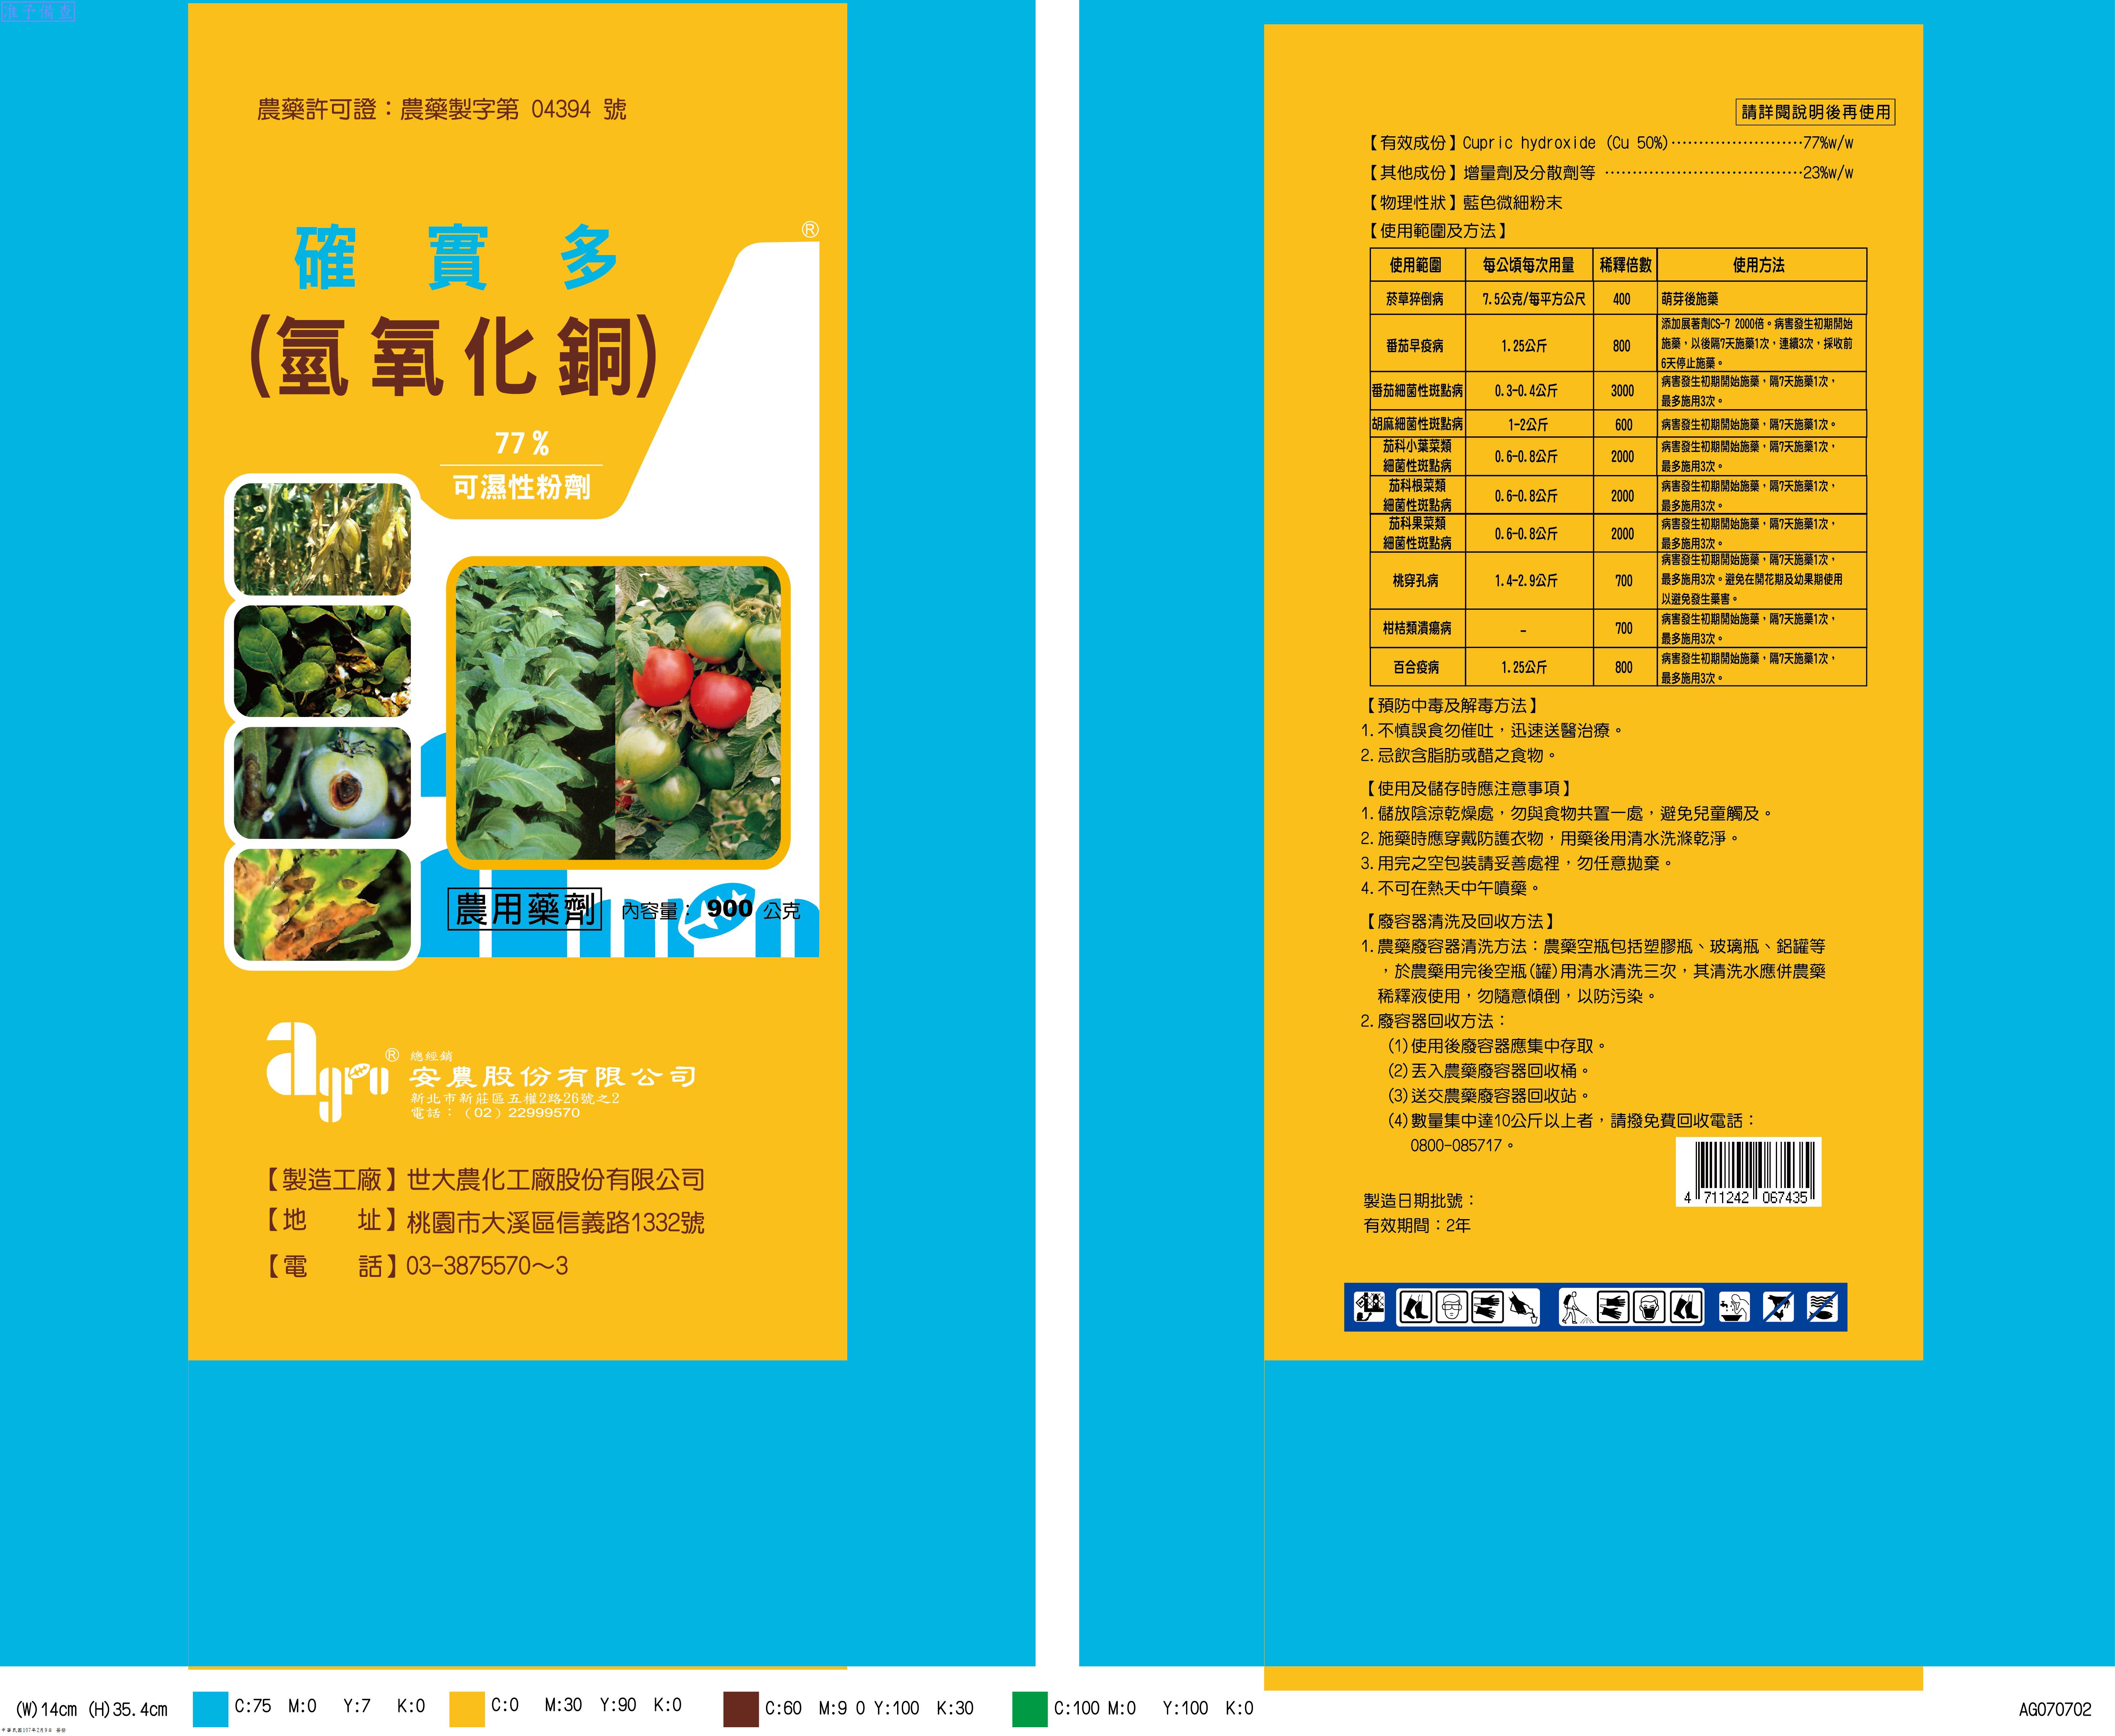 准予備查
農藥許可證：農藥製字第 04394 號
確實多
®
(氫氧化銅)
77%
可濕性粉劑
農用藥劑
內容量： 900 公克
agro
®
總經銷
安農股份有限公司
新北市新莊區五權2路26號之2
電話：（02）22999570
【製造工廠】世大農化工廠股份有限公司
【地　　址】桃園市大溪區信義路1332號
【電　　話】03-3875570～3
請詳閱說明後再使用
【有效成份】Cupric hydroxide (Cu 50%)························77%w/w
【其他成份】增量劑及分散劑等 ····································23%w/w
【物理性狀】藍色微細粉末
【使用範圍及方法】
使用範圍 每公頃每次用量 稀釋倍數 使用方法
菸草猝倒病 7.5公克/每平方公尺 400 萌芽後施藥
番茄早疫病 1.25公斤 800 添加展著劑CS-7 2000倍。病害發生初期開始
施藥，以後隔7天施藥1次，連續3次，採收前
6天停止施藥。
番茄細菌性斑點病 0.3-0.4公斤 3000 病害發生初期開始施藥，隔7天施藥1次，
最多施用3次。
胡麻細菌性斑點病 1-2公斤 600 病害發生初期開始施藥，隔7天施藥1次。
茄科小葉菜類
細菌性斑點病 0.6-0.8公斤 2000 病害發生初期開始施藥，隔7天施藥1次，
最多施用3次。
茄科根菜類
細菌性斑點病 0.6-0.8公斤 2000 病害發生初期開始施藥，隔7天施藥1次，
最多施用3次。
茄科果菜類
細菌性斑點病 0.6-0.8公斤 2000 病害發生初期開始施藥，隔7天施藥1次，
最多施用3次。
桃穿孔病 1.4-2.9公斤 700 病害發生初期開始施藥，隔7天施藥1次，
最多施用3次。避免在開花期及幼果期使用
以避免發生藥害。
柑桔類潰瘍病 – 700 病害發生初期開始施藥，隔7天施藥1次，
最多施用3次。
百合疫病 1.25公斤 800 病害發生初期開始施藥，隔7天施藥1次，
最多施用3次。
【預防中毒及解毒方法】
1.不慎誤食勿催吐，迅速送醫治療。
2.忌飲含脂肪或醋之食物。
【使用及儲存時應注意事項】
1.儲放陰涼乾燥處，勿與食物共置一處，避免兒童觸及。
2.施藥時應穿戴防護衣物，用藥後用清水洗滌乾淨。
3.用完之空包裝請妥善處裡，勿任意拋棄。
4.不可在熱天中午噴藥。
【廢容器清洗及回收方法】
1.農藥廢容器清洗方法：農藥空瓶包括塑膠瓶、玻璃瓶、鋁罐等
，於農藥用完後空瓶(罐)用清水清洗三次，其清洗水應併農藥
稀釋液使用，勿隨意傾倒，以防污染。
2.廢容器回收方法：
(1)使用後廢容器應集中存取。
(2)丟入農藥廢容器回收桶。
(3)送交農藥廢容器回收站。
(4)數量集中達10公斤以上者，請撥免費回收電話：
0800-085717。
4 711242 067435
製造日期批號：
有效期間：2年
(W)14cm (H)35.4cm
C:75 M:0 Y:7 K:0
C:0 M:30 Y:90 K:0
C:60 M:9 0 Y:100 K:30
C:100 M:0 Y:100 K:0
AG070702